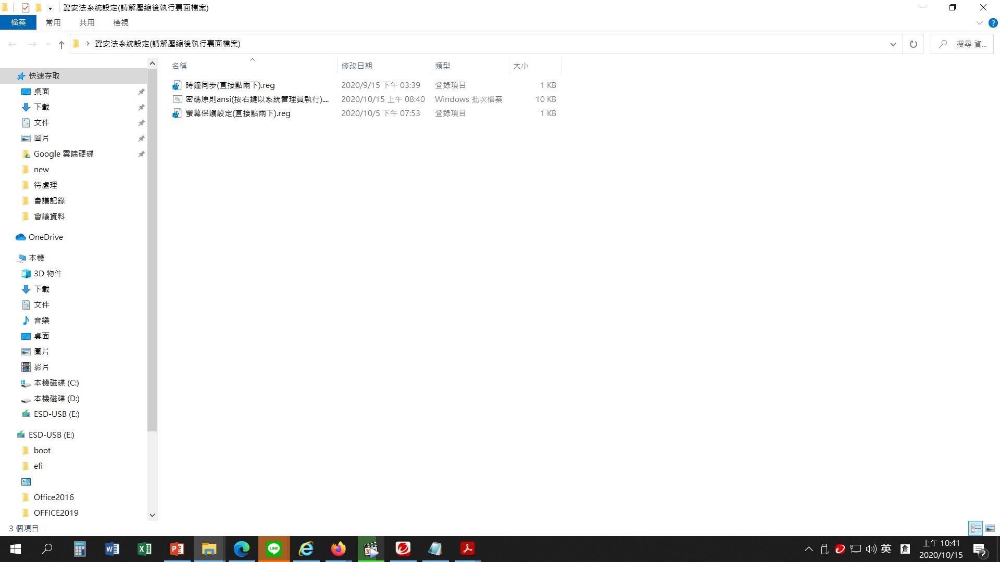 資安法系統設定(請解壓縮後執行裏面檔案)
檔案 常用 共用 檢視
資安法系統設定(請解壓縮後執行裏面檔案)
搜尋 資...
名稱 修改日期 類型 大小
時鐘同步(直接點兩下).reg 2020/9/15 下午 03:39 登錄項目 1 KB
密碼原則ansi(按右鍵以系統管理員執行).... 2020/10/15 上午 08:40 Windows 批次檔案 10 KB
螢幕保護設定(直接點兩下).reg 2020/10/5 下午 07:53 登錄項目 1 KB
快速存取
桌面
下載
文件
圖片
Google 雲端硬碟
new
待處理
會議記錄
會議資料
OneDrive
本機
3D 物件
下載
文件
音樂
桌面
圖片
影片
本機磁碟 (C:)
本機磁碟 (D:)
ESD-USB (E:)
ESD-USB (E:)
boot
efi
Office2016
OFFICE2019
3 個項目
LINE
英
倉
上午 10:41
2020/10/15
2